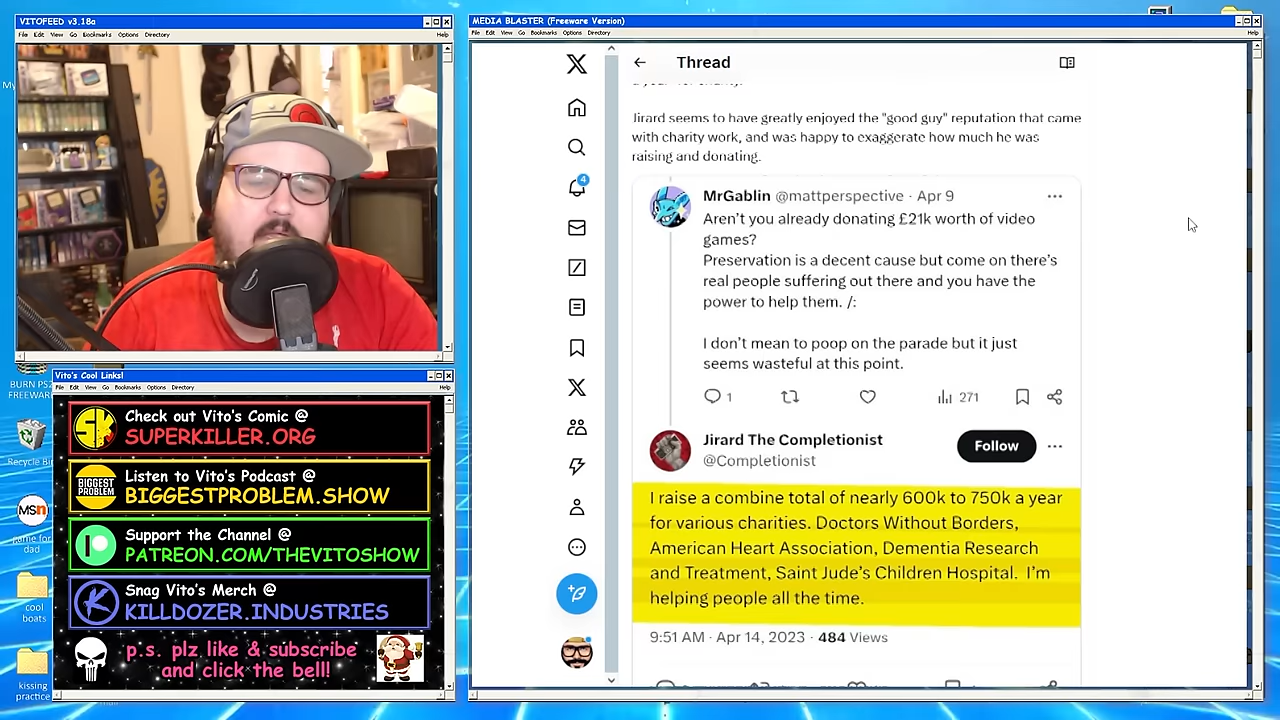 VITOFEED v3.18a
File Edit View Go Bookmarks Options Directory Help
MEDIA BLASTER (Freeware Version)
File Edit View Go Bookmarks Options Directory Help
Thread
Jirard seems to have greatly enjoyed the "good guy" reputation that came
with charity work, and was happy to exaggerate how much he was
raising and donating.
MrGablin @mattperspective · Apr 9
Aren't you already donating £21k worth of video
games?
Preservation is a decent cause but come on there's
real people suffering out there and you have the
power to help them. /:
I don't mean to poop on the parade but it just
seems wasteful at this point.
1
271
Jirard The Completionist
@Completionist
Follow
I raise a combine total of nearly 600k to 750k a year
for various charities. Doctors Without Borders,
American Heart Association, Dementia Research
and Treatment, Saint Jude's Children Hospital. I'm
helping people all the time.
9:51 AM · Apr 14, 2023 · 484 Views
4
Vito's Cool Links!
File Edit View Go Bookmarks Options Directory Help
Check out Vito's Comic @
SUPERKILLER.ORG
SK
Listen to Vito's Podcast @
BIGGESTPROBLEM.SHOW
BIGGEST
PROBLEM
Support the Channel @
PATREON.COM/THEVITOSHOW
Snag Vito's Merch @
KILLDOZER.INDUSTRIES
K
p.s. plz like & subscribe
and click the bell!
My
BURN PS2
FREEWARE
Recycle Bin
MSN
dad
cool
boats
kissing
practice